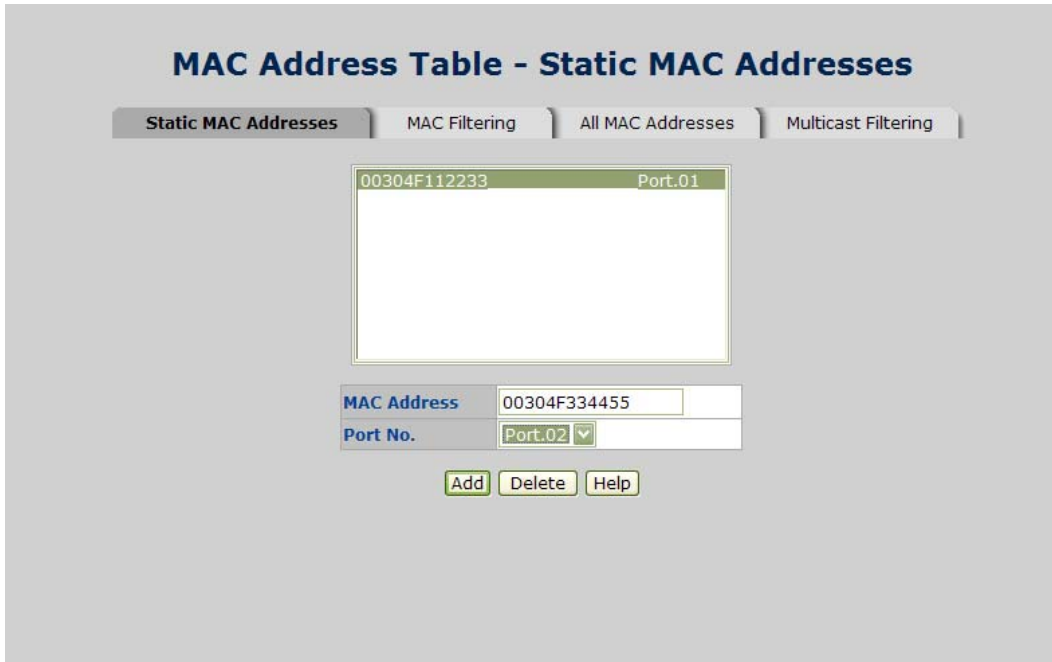 MAC Address Table - Static MAC Addresses
Static MAC Addresses MAC Filtering All MAC Addresses Multicast Filtering
00304F112233 Port.01
MAC Address 00304F334455
Port No. Port.02
Add Delete Help